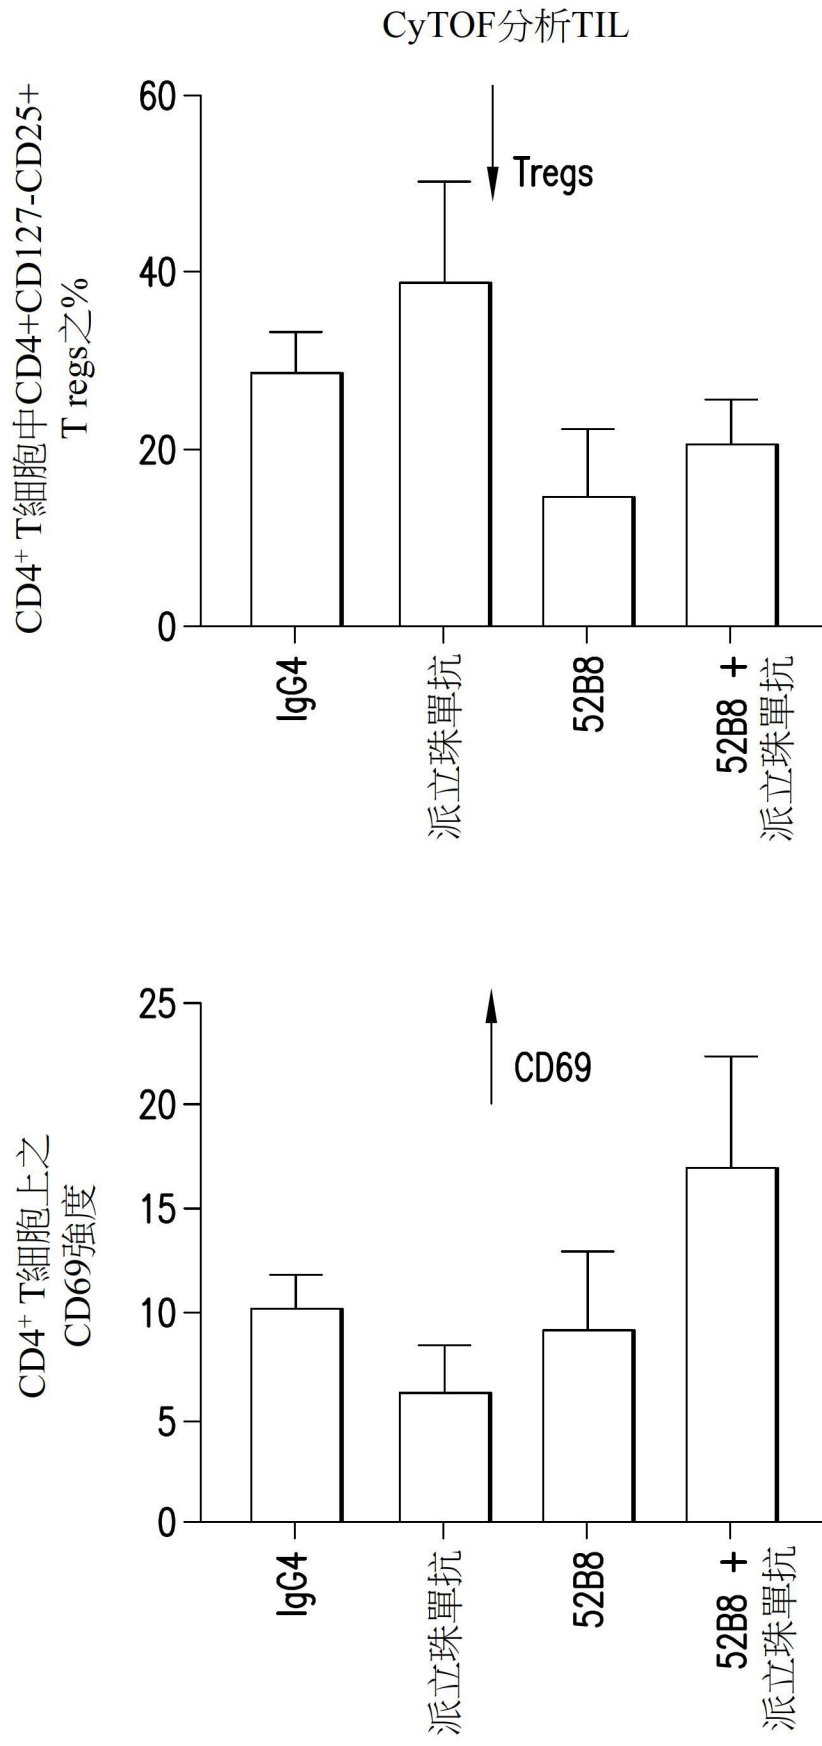 CyTOF分析TIL
CD4⁺ T細胞中CD4+CD127-CD25+
T regs之%
60
40
20
0
Tregs
IgG4
派立珠單抗
52B8
52B8 +
派立珠單抗
CD4⁺ T細胞上之
CD69強度
25
20
15
10
5
0
CD69
IgG4
派立珠單抗
52B8
52B8 +
派立珠單抗